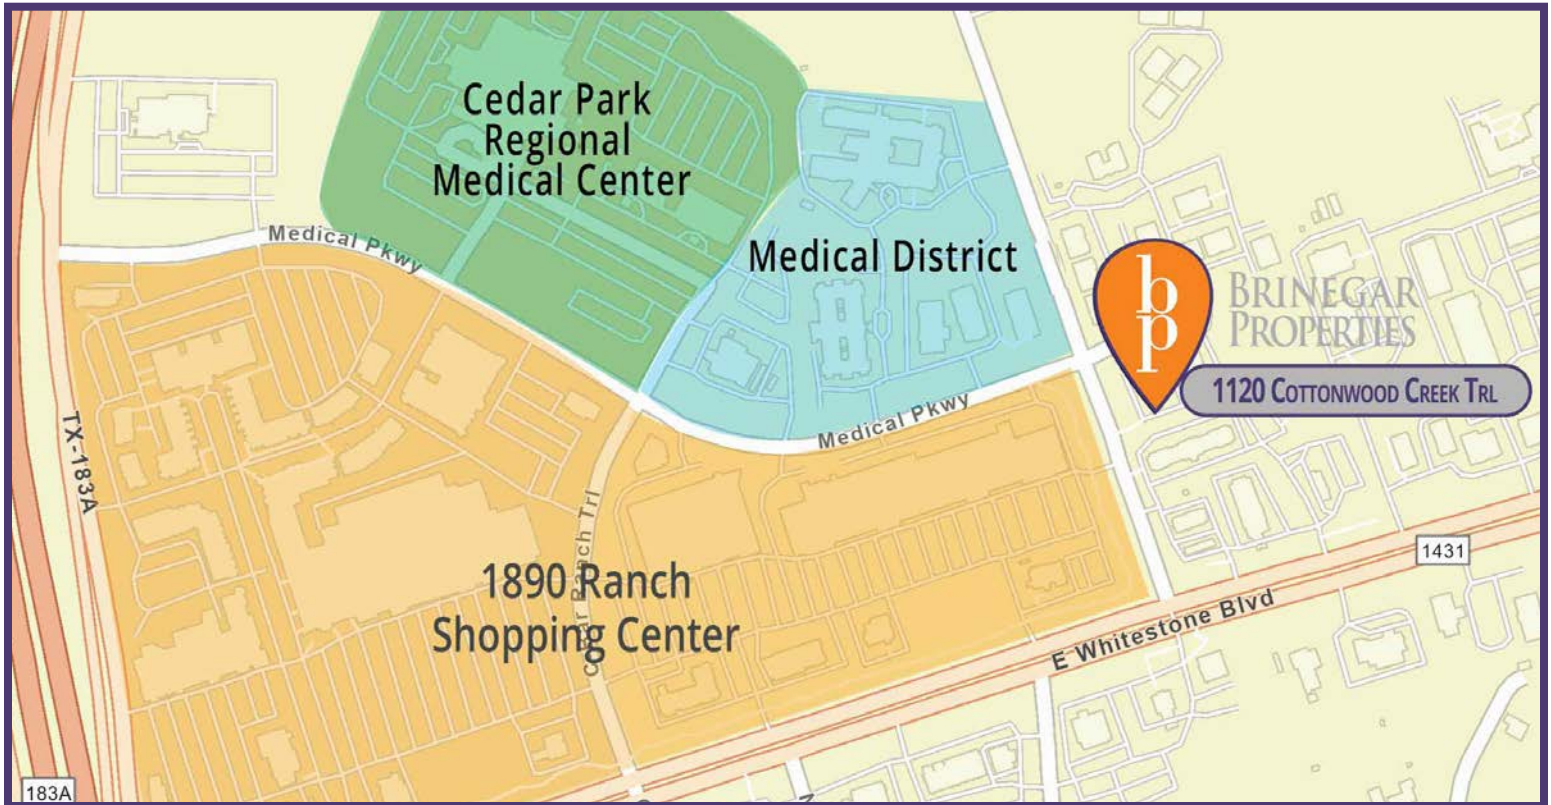 Cedar Park
Regional
Medical Center
Medical Pkwy
Medical District
bp
BRINEGAR
PROPERTIES
1120 COTTONWOOD CREEK TRL
Medical Pkwy
TX-183A
Ranch Trl
1890 Ranch
Shopping Center
1431
E Whitestone Blvd
183A